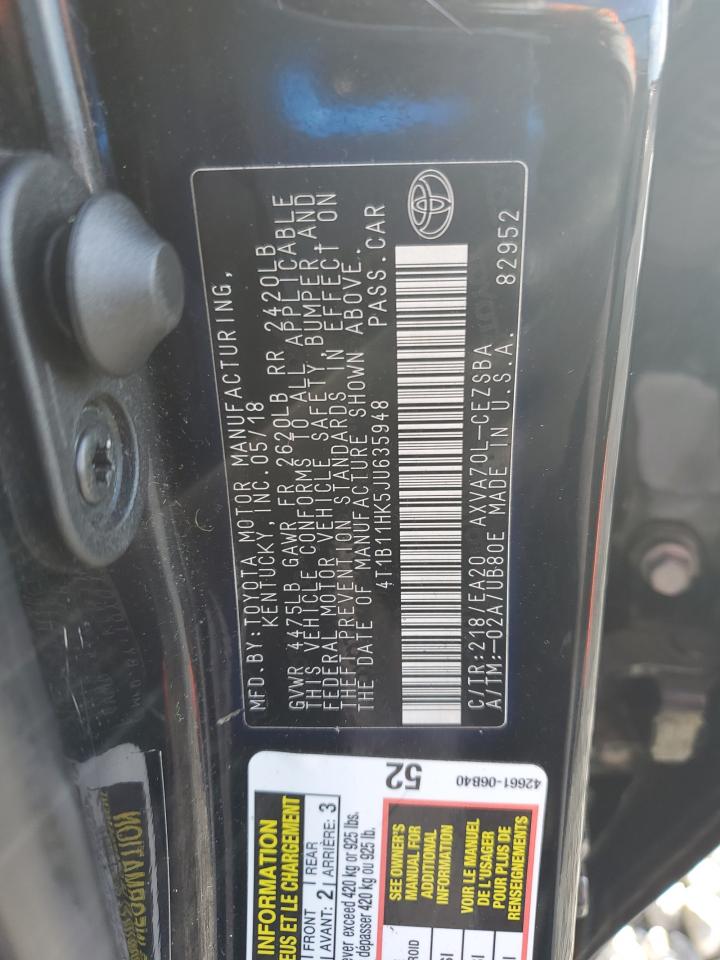 MFD. BY:TOYOTA MOTOR MANUFACTURING,
KENTUCKY, INC. 05/18
GVWR 4475LB GAWR FR 2620LB RR 2420LB
THIS VEHICLE CONFORMS TO ALL APPLICABLE
FEDERAL MOTOR VEHICLE SAFETY, BUMPER, AND
THEFT PREVENTION STANDARDS IN EFFECT ON
THE DATE OF MANUFACTURE SHOWN ABOVE.
4T1B11HK5JU635948 PASS. CAR
C/TR:218/EA20 AXVA70L-CEZSBA 82952
A/TM:-02A/UB80E MADE IN U.S.A.
INFORMATION
EUS ET LE CHARGEMENT
FRONT
AVANT: 2
REAR
ARRIÈRE: 3
ever exceed 420 kg or 925 lbs.
dépasser 420 kg ou 925 lb.
52
SEE OWNER'S
MANUAL FOR
ADDITIONAL
INFORMATION
VOIR LE MANUEL
DE L'USAGER
POUR PLUS DE
RENSEIGNEMENTS
42661-06B40